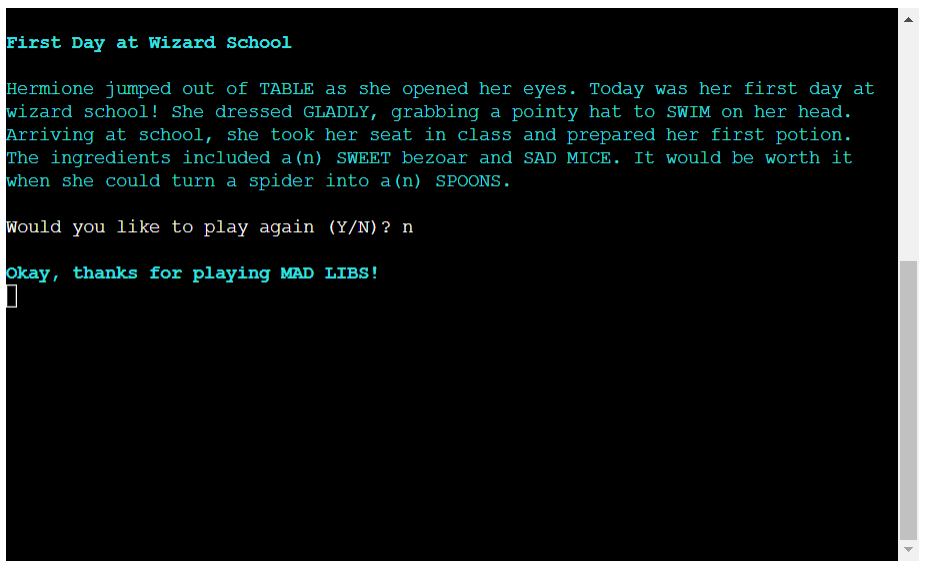 First Day at Wizard School
Hermione jumped out of TABLE as she opened her eyes. Today was her first day at
wizard school! She dressed GLADLY, grabbing a pointy hat to SWIM on her head.
Arriving at school, she took her seat in class and prepared her first potion.
The ingredients included a(n) SWEET bezoar and SAD MICE. It would be worth it
when she could turn a spider into a(n) SPOONS.
Would you like to play again (Y/N)? n
Okay, thanks for playing MAD LIBS!